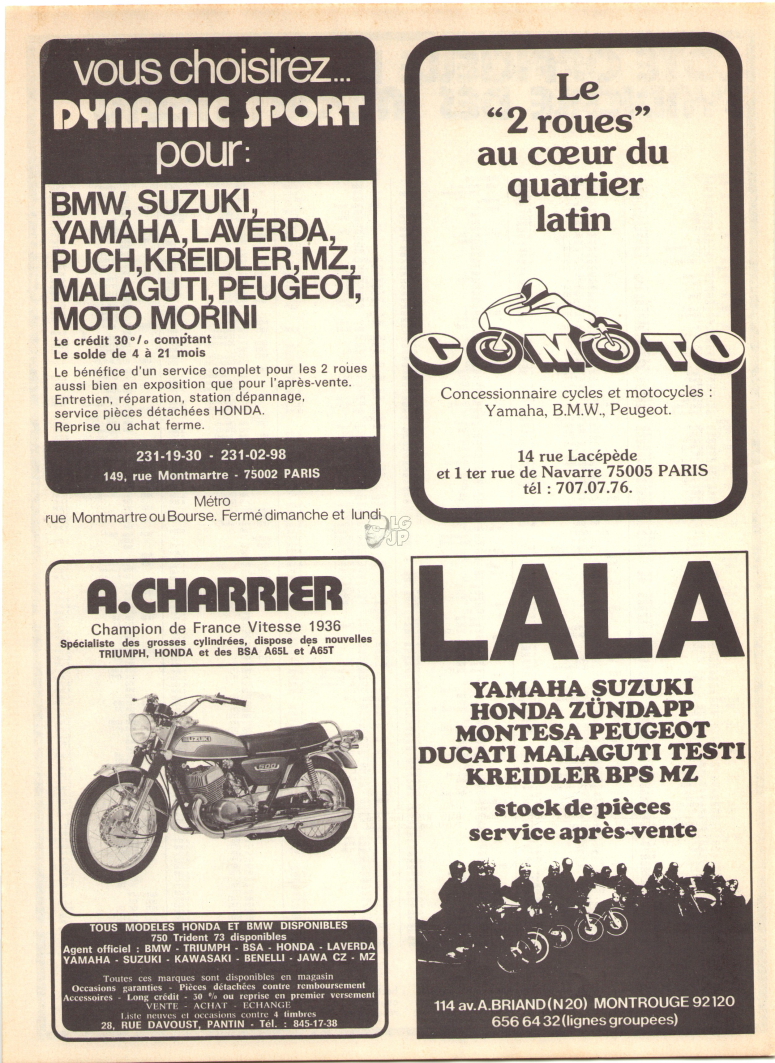 vous choisirez...
DYNAMIC SPORT
pour:
BMW, SUZUKI,
YAMAHA, LAVERDA,
PUCH, KREIDLER, MZ,
MALAGUTI, PEUGEOT,
MOTO MORINI
Le crédit 30 % comptant
Le solde de 4 à 21 mois
Le bénéfice d'un service complet pour les 2 roues
aussi bien en exposition que pour l'après-vente.
Entretien, réparation, station dépannage,
service pièces détachées HONDA.
Reprise ou achat ferme.
231-19-30 - 231-02-98
149, rue Montmartre - 75002 PARIS
Métro
rue Montmartre ou Bourse. Fermé dimanche et lundi
Le
“2 roues”
au cœur du
quartier
latin
COMOTO
Concessionnaire cycles et motocycles :
Yamaha, B.M.W., Peugeot.
14 rue Lacépède
et 1 ter rue de Navarre 75005 PARIS
tél : 707.07.76.
LG
JP
A. CHARRIER
Champion de France Vitesse 1936
Spécialiste des grosses cylindrées, dispose des nouvelles
TRIUMPH, HONDA et des BSA A65L et A65T
SUZUKI
500
TOUS MODELES HONDA ET BMW DISPONIBLES
750 Trident 73 disponibles
Agent officiel : BMW - TRIUMPH - BSA - HONDA - LAVERDA
YAMAHA - SUZUKI - KAWASAKI - BENELLI - JAWA CZ - MZ
Toutes ces marques sont disponibles en magasin
Occasions garanties - Pièces détachées contre remboursement
Accessoires - Long crédit - 30 % ou reprise en premier versement
VENTE - ACHAT - ECHANGE
Liste neuves et occasions contre 4 timbres
28, RUE DAVOUST, PANTIN - Tél. : 845-17-38
LALA
YAMAHA SUZUKI
HONDA ZÜNDAPP
MONTESA PEUGEOT
DUCATI MALAGUTI TESTI
KREIDLER BPS MZ
stock de pièces
service après-vente
114 av. A. BRIAND (N 20) MONTROUGE 92 120
656 64 32 (lignes groupees)